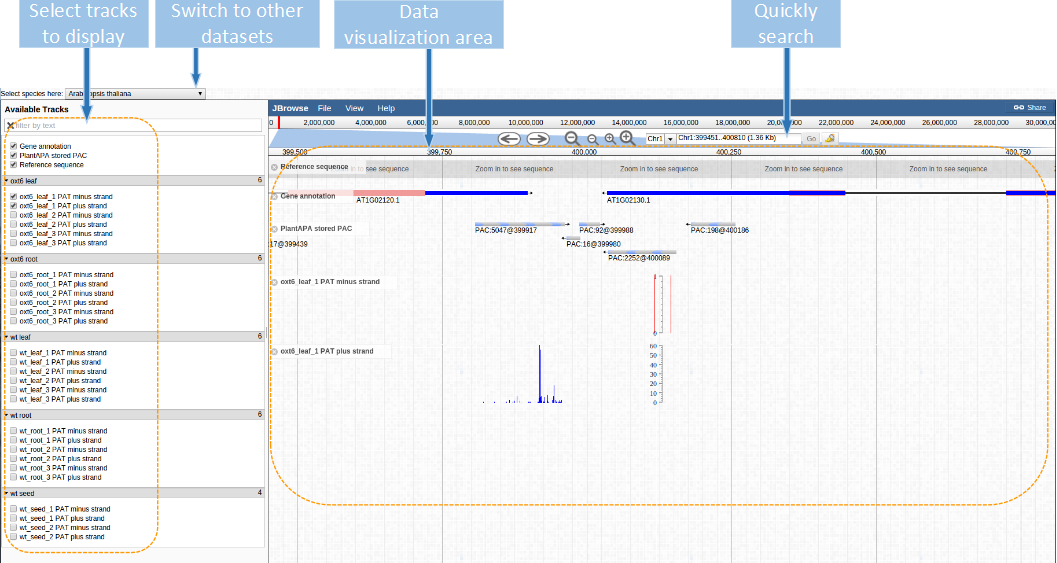 Select tracks to display
Switch to other datasets
Data visualization area
Quickly search
Select species here: Arabidopsis thaliana
Available Tracks
filter by text
Gene annotation
PlantAPA stored PAC
Reference sequence
oxt6 leaf 6
oxt6_leaf_1 PAT minus strand
oxt6_leaf_1 PAT plus strand
oxt6_leaf_2 PAT minus strand
oxt6_leaf_2 PAT plus strand
oxt6_leaf_3 PAT minus strand
oxt6_leaf_3 PAT plus strand
oxt6 root 6
oxt6_root_1 PAT minus strand
oxt6_root_1 PAT plus strand
oxt6_root_2 PAT minus strand
oxt6_root_2 PAT plus strand
oxt6_root_3 PAT minus strand
oxt6_root_3 PAT plus strand
wt leaf 6
wt_leaf_1 PAT minus strand
wt_leaf_1 PAT plus strand
wt_leaf_2 PAT minus strand
wt_leaf_2 PAT plus strand
wt_leaf_3 PAT minus strand
wt_leaf_3 PAT plus strand
wt root 6
wt_root_1 PAT minus strand
wt_root_1 PAT plus strand
wt_root_2 PAT minus strand
wt_root_2 PAT plus strand
wt_root_3 PAT minus strand
wt_root_3 PAT plus strand
wt seed 4
wt_seed_1 PAT minus strand
wt_seed_1 PAT plus strand
wt_seed_2 PAT minus strand
wt_seed_2 PAT plus strand
JBrowse File View Help Share
0 2,000,000 4,000,000 6,000,000 8,000,000 10,000,000 12,000,000 14,000,000 16,000,000 18,000,000 20,000,000 22,000,000 24,000,000 26,000,000 28,000,000 30,000,00
Chr1 Chr1:399451..400810 (1.36 Kb) Go
399,500 399,750 400,000 400,250 400,500 400,750
Reference sequence in to see sequence Zoom in to see sequence Zoom in to see sequence Zoom in to see sequence Zoom in to see sequence
Gene annotation
AT1G02120.1 AT1G02130.1
PlantAPA stored PAC
PAC:5047@399917 PAC:92@399988 PAC:198@400186
17@399439 PAC:16@399980
PAC:2252@400089
oxt6_leaf_1 PAT minus strand
0
oxt6_leaf_1 PAT plus strand
60
50
40
30
20
10
0